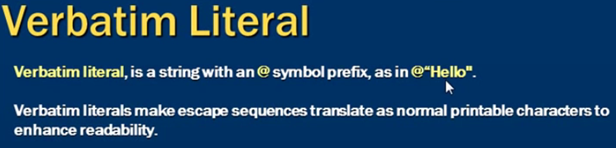 Verbatim Literal
Verbatim literal, is a string with an @ symbol prefix, as in @“Hello".
Verbatim literals make escape sequences translate as normal printable characters to
enhance readability.